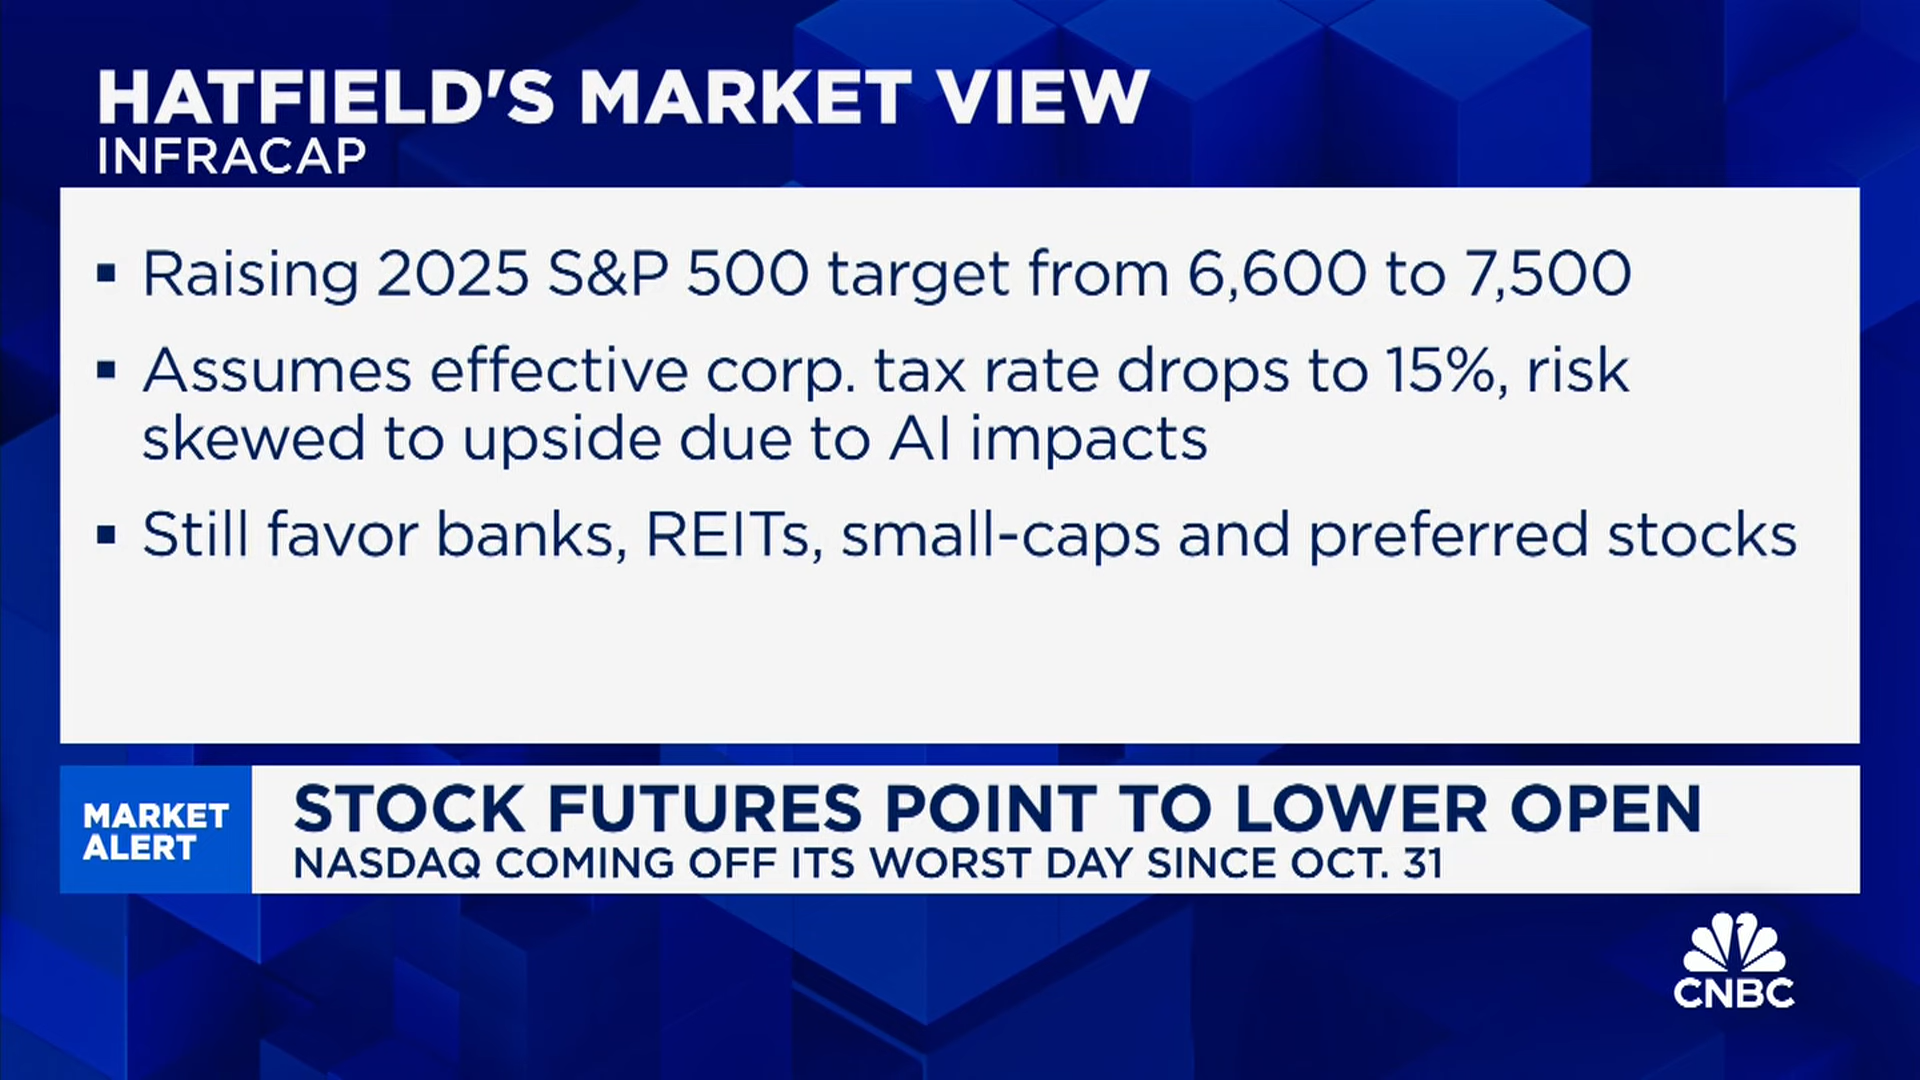 HATFIELD'S MARKET VIEW
INFRACAP
▪ Raising 2025 S&P 500 target from 6,600 to 7,500
▪ Assumes effective corp. tax rate drops to 15%, risk
skewed to upside due to AI impacts
▪ Still favor banks, REITs, small-caps and preferred stocks
MARKET
ALERT
STOCK FUTURES POINT TO LOWER OPEN
NASDAQ COMING OFF ITS WORST DAY SINCE OCT. 31
CNBC